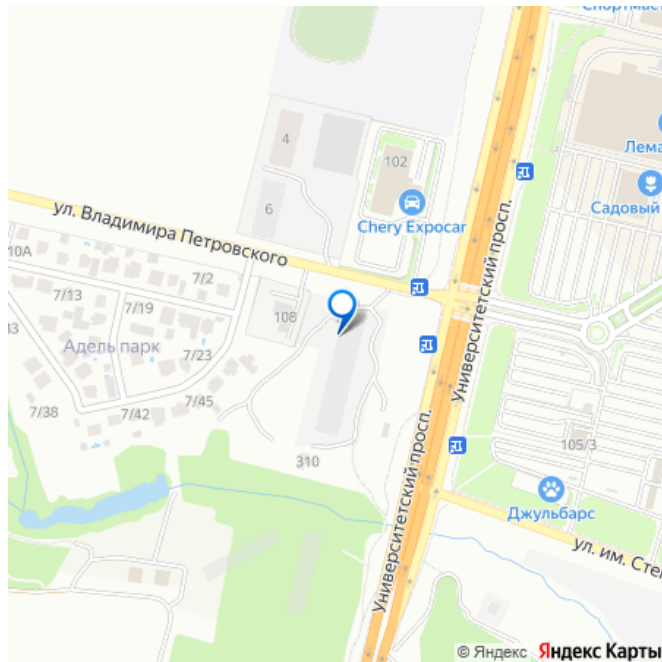 Спортмас
4
102
Лема
6
Садовый
Chery Expocar
ул. Владимира Петровского
Университетский просп.
10А
7/2
7/13
7/19
108
Адель парк
7/23
7/38
7/42
7/45
Университетский просп.
105/3
310
Джульбарс
ул. им. Сте
Университетский просп.
© Яндекс Яндекс Карты